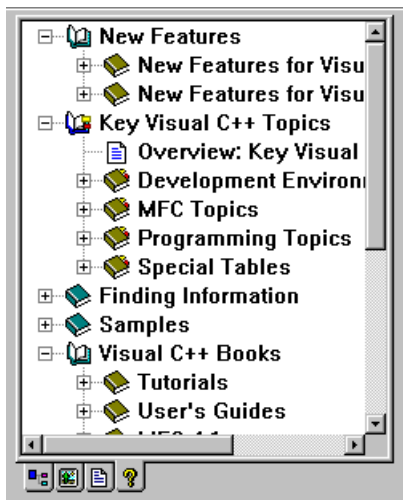 New Features
New Features for Visu
New Features for Visu
Key Visual C++ Topics
Overview: Key Visual
Development Environ
MFC Topics
Programming Topics
Special Tables
Finding Information
Samples
Visual C++ Books
Tutorials
User's Guides